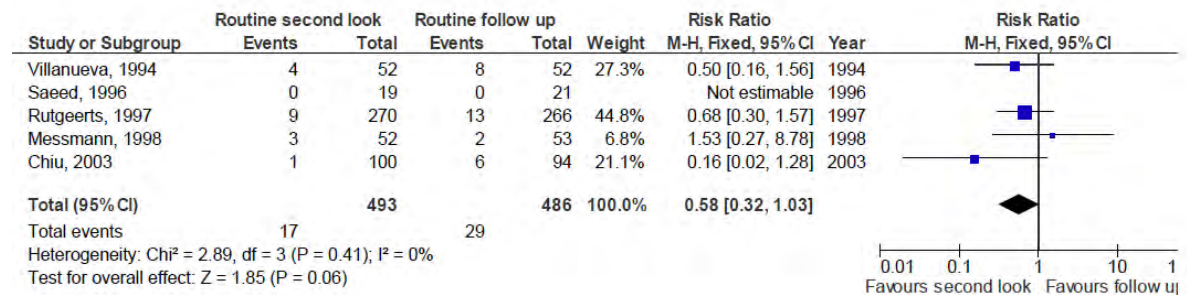 Routine second look Routine follow up Risk Ratio Risk Ratio
Study or Subgroup Events Total Events Total Weight M-H, Fixed, 95% CI Year M-H, Fixed, 95% CI
Villanueva, 1994 4 52 8 52 27.3% 0.50 [0.16, 1.56] 1994
Saeed, 1996 0 19 0 21 Not estimable 1996
Rutgeerts, 1997 9 270 13 266 44.8% 0.68 [0.30, 1.57] 1997
Messmann, 1998 3 52 2 53 6.8% 1.53 [0.27, 8.78] 1998
Chiu, 2003 1 100 6 94 21.1% 0.16 [0.02, 1.28] 2003
Total (95% CI) 493 486 100.0% 0.58 [0.32, 1.03]
Total events 17 29
Heterogeneity: Chi² = 2.89, df = 3 (P = 0.41); I² = 0%
Test for overall effect: Z = 1.85 (P = 0.06)
0.01 0.1 1 10 1
Favours second look Favours follow up